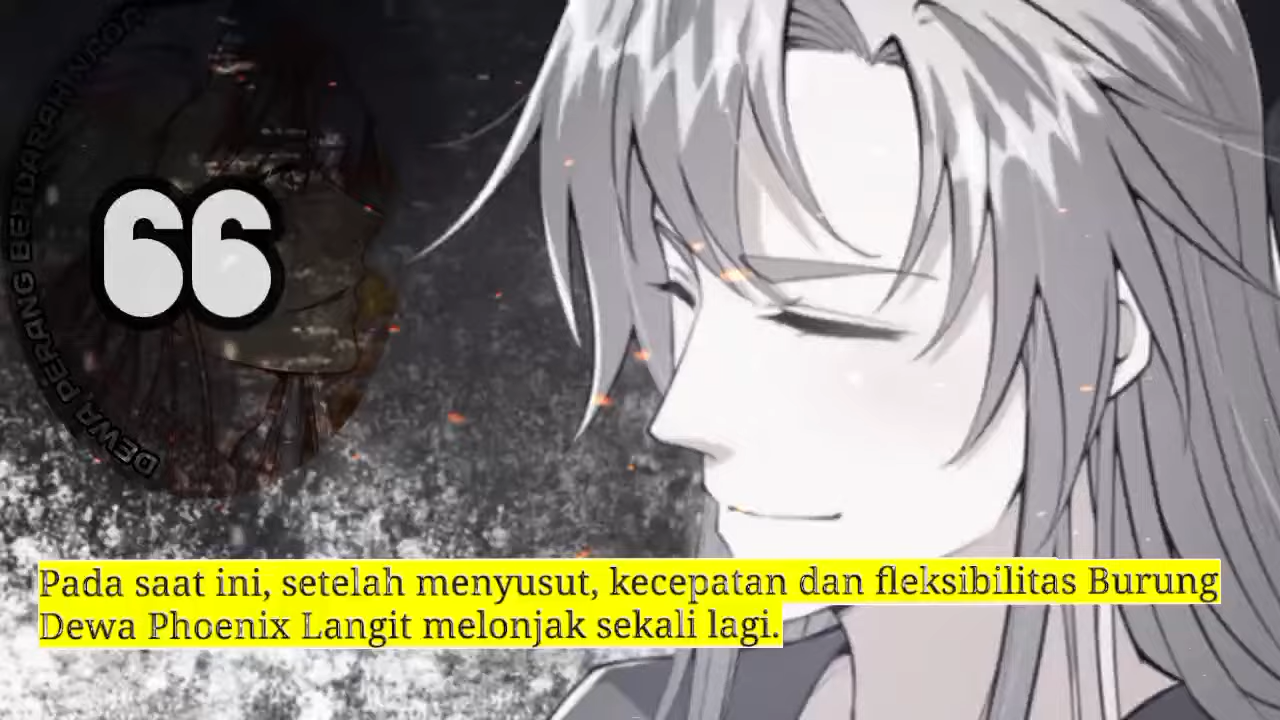 DEWA PERANG BERDARAH NAGA
66
Pada saat ini, setelah menyusut, kecepatan dan fleksibilitas Burung
Dewa Phoenix Langit melonjak sekali lagi.